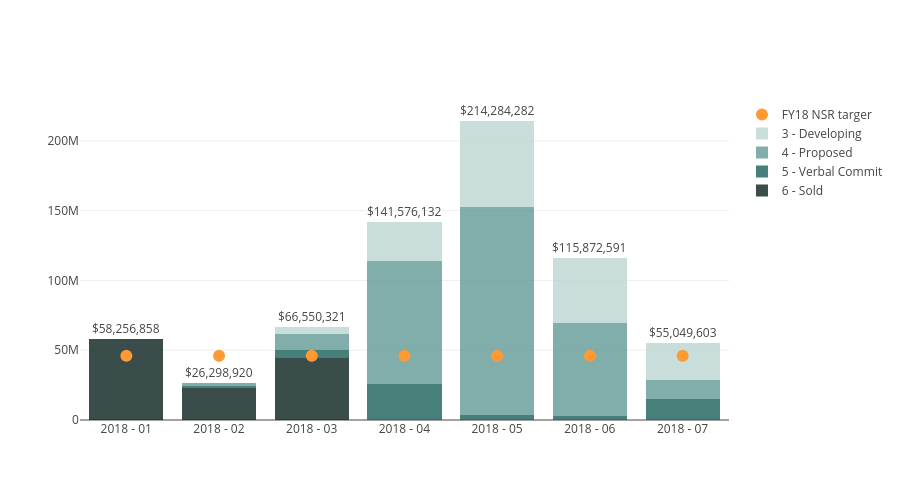 $214,284,282
FY18 NSR targer
3 - Developing
4 - Proposed
5 - Verbal Commit
6 - Sold
200M
150M
100M
50M
0
$141,576,132
$115,872,591
$66,550,321
$58,256,858
$55,049,603
$26,298,920
2018 - 01
2018 - 02
2018 - 03
2018 - 04
2018 - 05
2018 - 06
2018 - 07